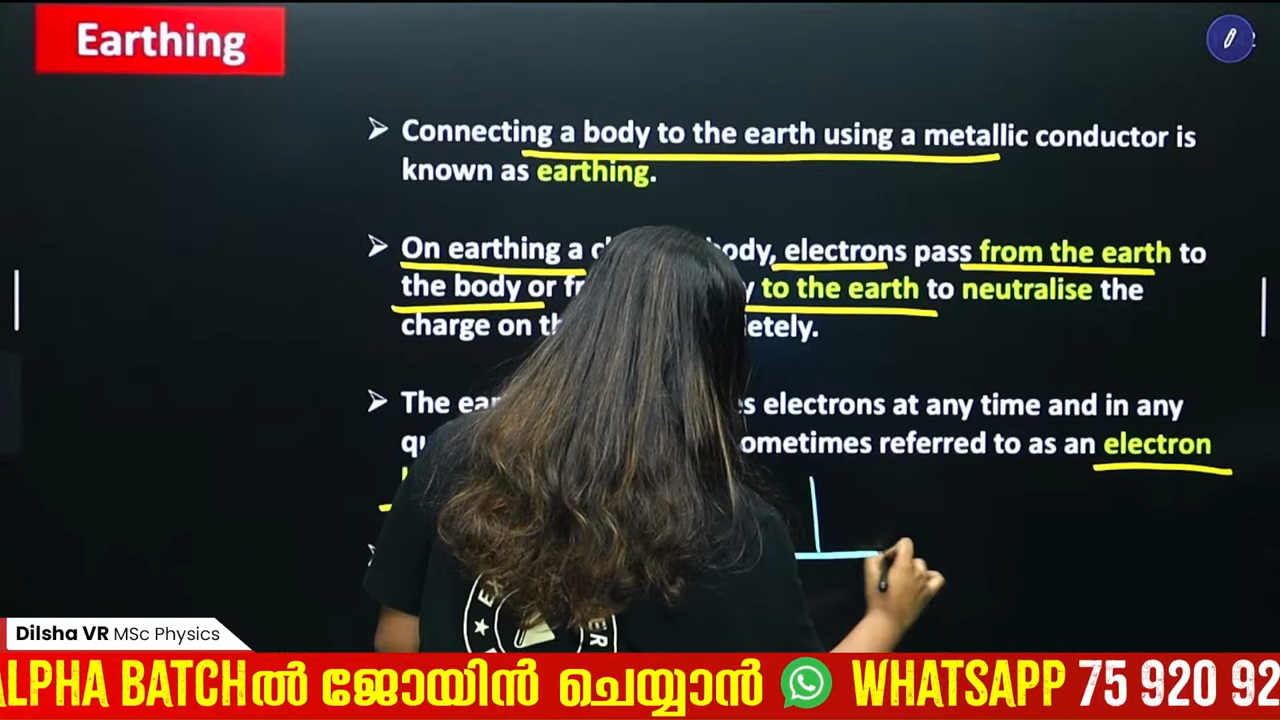 Earthing
➢ Connecting a body to the earth using a metallic conductor is
known as earthing.
➢ On earthing a body, electrons pass from the earth to
the body or to the earth to neutralise the
charge on
➢ The electrons at any time and in any
sometimes referred to as an electron
Dilsha VR MSc Physics
ALPHA BATCHൽ ജോയിൻ ചെയ്യാൻ WHATSAPP 75 920 92